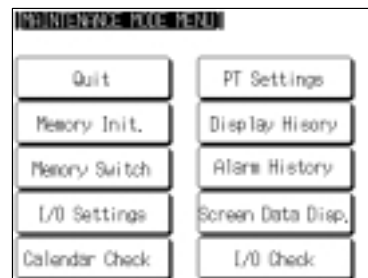 [MAINTENANCE MODE MENU]
Quit
PT Settings
Memory Init.
Display Hisory
Memory Switch
Alarm History
I/O Settings
Screen Data Disp.
Calendar Check
I/O Check